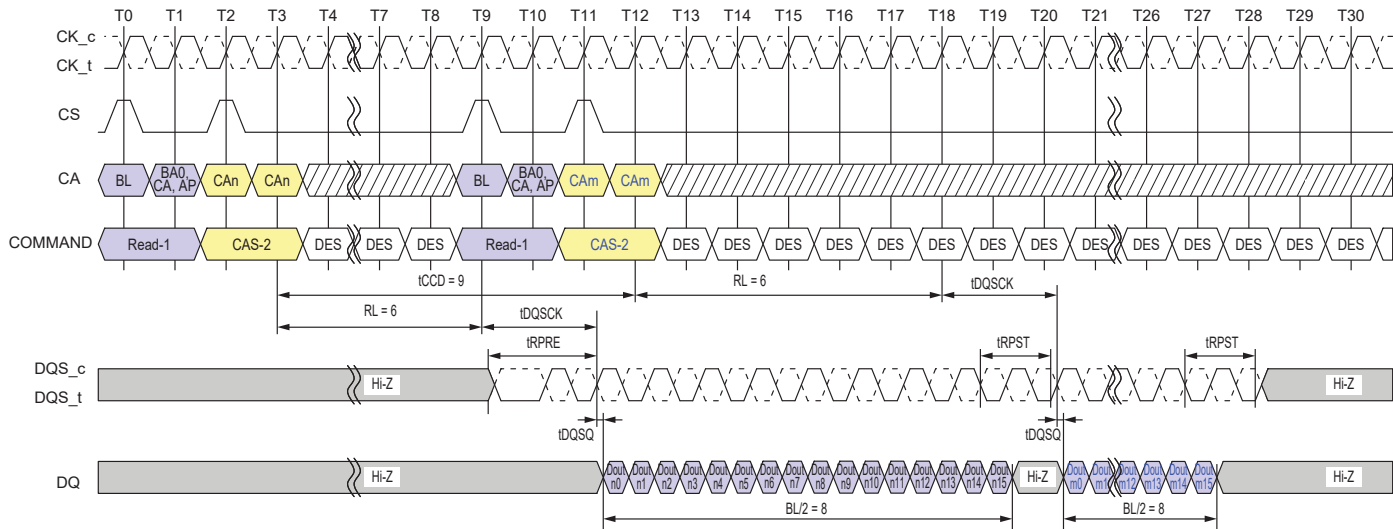 T0 T1 T2 T3 T4 T7 T8 T9 T10 T11 T12 T13 T14 T15 T16 T17 T18 T19 T20 T21 T26 T27 T28 T29 T30
CK_c
CK_t
CS
CA BL BA0, CA, AP CAn CAn BL BA0, CA, AP CAm CAm
COMMAND Read-1 CAS-2 DES DES DES Read-1 CAS-2 DES DES DES DES DES DES DES DES DES DES DES DES DES DES
tCCD = 9 RL = 6 tDQSCK
RL = 6 tDQSCK
tRPRE tRPST tRPST
DQS_c
DQS_t
Hi-Z Hi-Z
tDQSQ tDQSQ
DQ Hi-Z Dout n0 Dout n1 Dout n2 Dout n3 Dout n4 Dout n5 Dout n6 Dout n7 Dout n8 Dout n9 Dout n10 Dout n11 Dout n12 Dout n13 Dout n14 Dout n15 Hi-Z Dout m0 Dout m1 Dout m12 Dout m13 Dout m14 Dout m15 Hi-Z
BL/2 = 8 BL/2 = 8